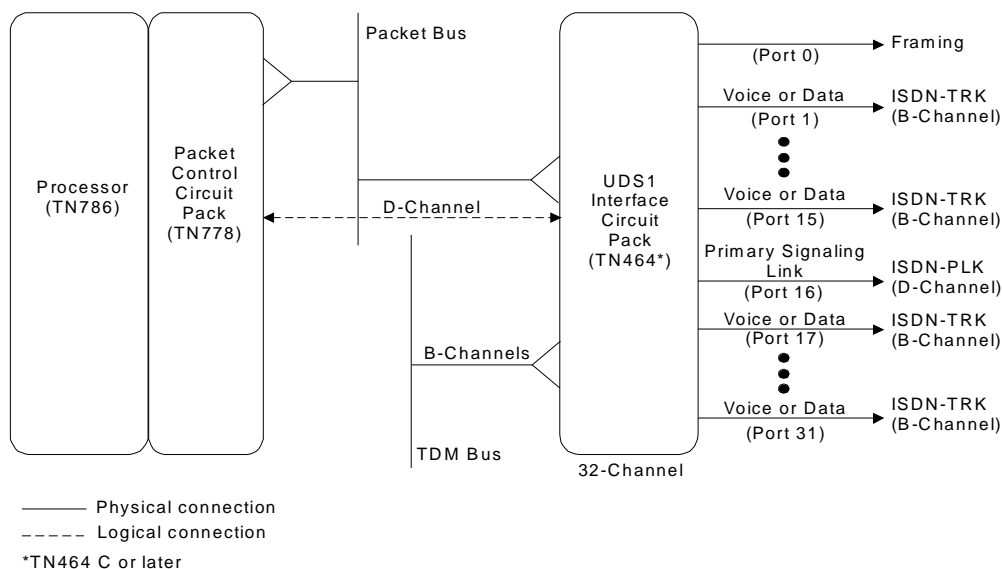 Processor
(TN786)
Packet
Control
Circuit
Pack
(TN778)
Packet Bus
D-Channel
B-Channels
TDM Bus
UDS1
Interface
Circuit
Pack
(TN464*)
32-Channel
(Port 0)
Framing
Voice or Data
(Port 1)
ISDN-TRK
(B-Channel)
Voice or Data
(Port 15)
ISDN-TRK
(B-Channel)
Primary Signaling
Link
(Port 16)
ISDN-PLK
(D-Channel)
Voice or Data
(Port 17)
ISDN-TRK
(B-Channel)
Voice or Data
(Port 31)
ISDN-TRK
(B-Channel)
Physical connection
Logical connection
*TN464 C or later